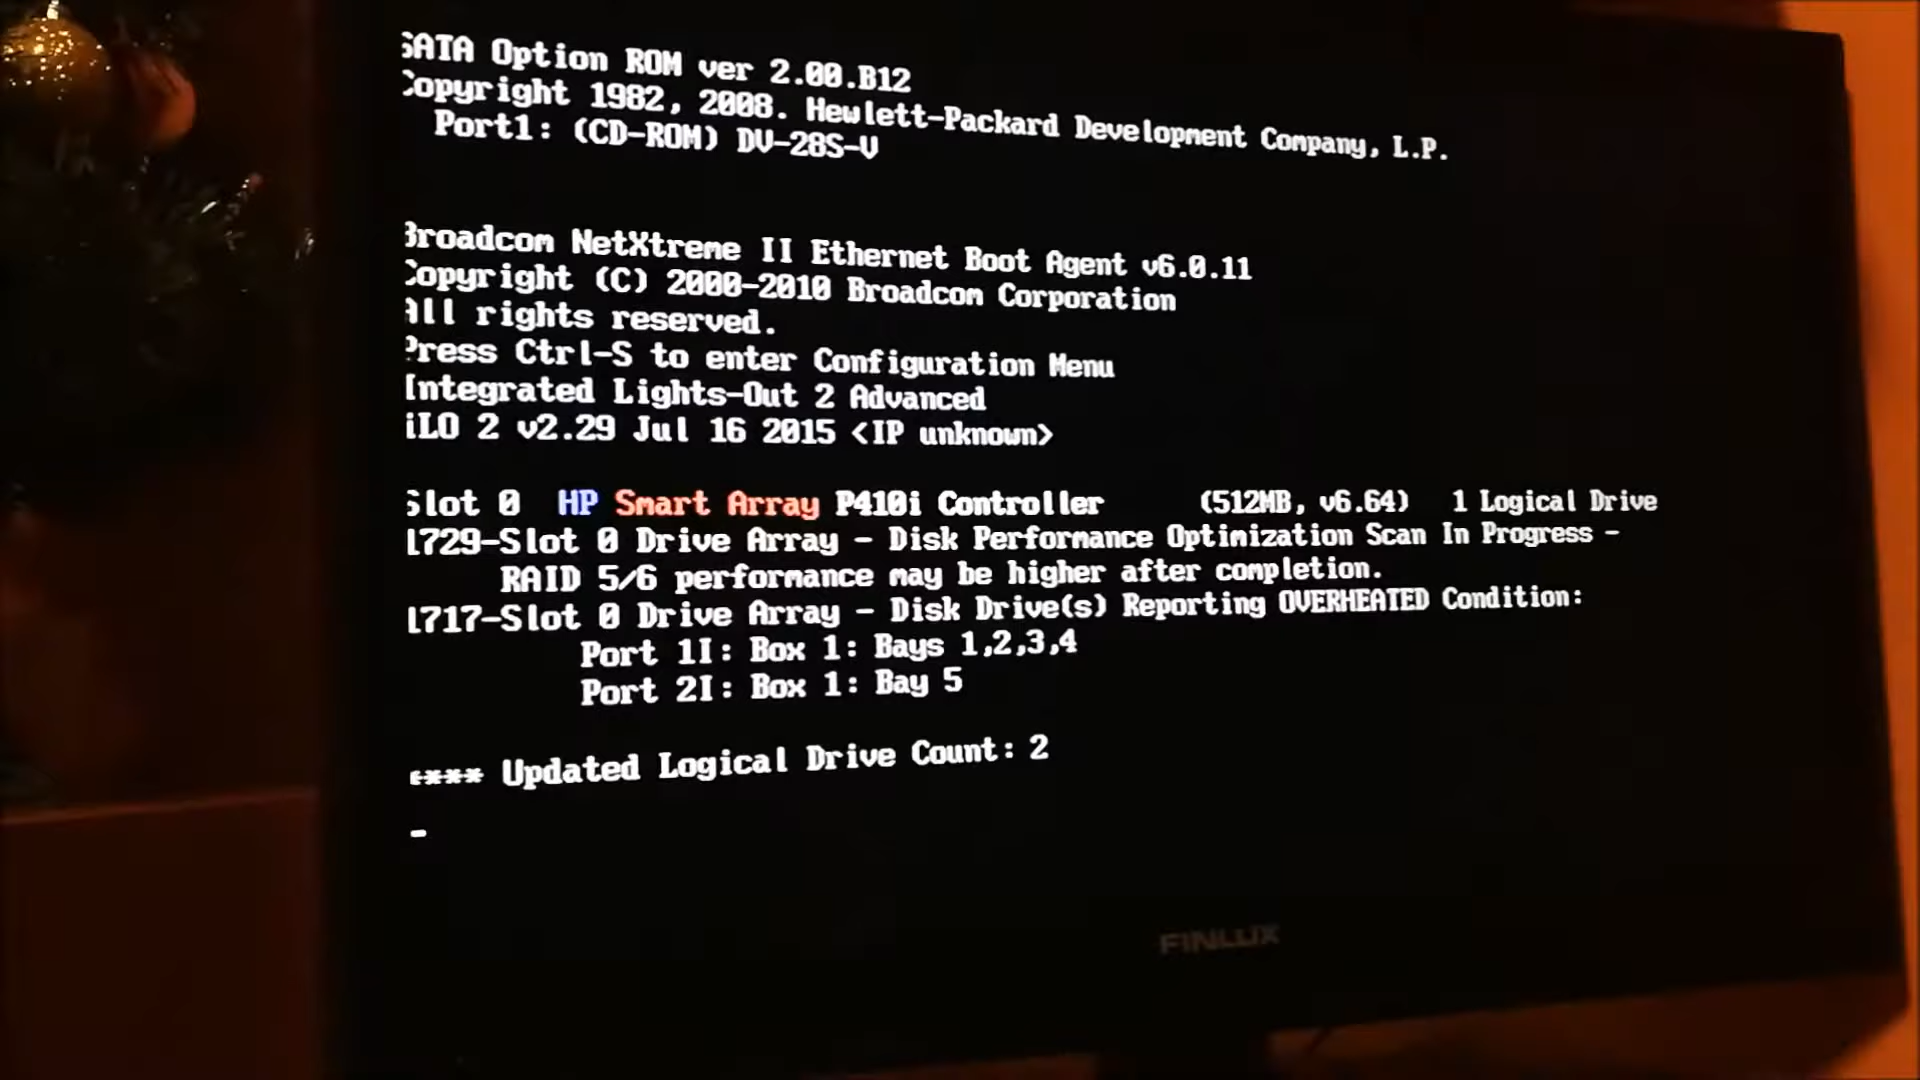 SATA Option ROM ver 2.00.B12
Copyright 1982, 2008. Hewlett-Packard Development Company, L.P.
Port1: (CD-ROM) DV-28S-V
Broadcom NetXtreme II Ethernet Boot Agent v6.0.11
Copyright (C) 2000-2010 Broadcom Corporation
All rights reserved.
Press Ctrl-S to enter Configuration Menu
Integrated Lights-Out 2 Advanced
iLO 2 v2.29 Jul 16 2015 <IP unknown>
Slot 0 HP Smart Array P410i Controller (512MB, v6.64) 1 Logical Drive
1729-Slot 0 Drive Array - Disk Performance Optimization Scan In Progress -
RAID 5/6 performance may be higher after completion.
1717-Slot 0 Drive Array - Disk Drive(s) Reporting OVERHEATED Condition:
Port 1I: Box 1: Bays 1,2,3,4
Port 2I: Box 1: Bay 5
**** Updated Logical Drive Count: 2
-
FINLUX